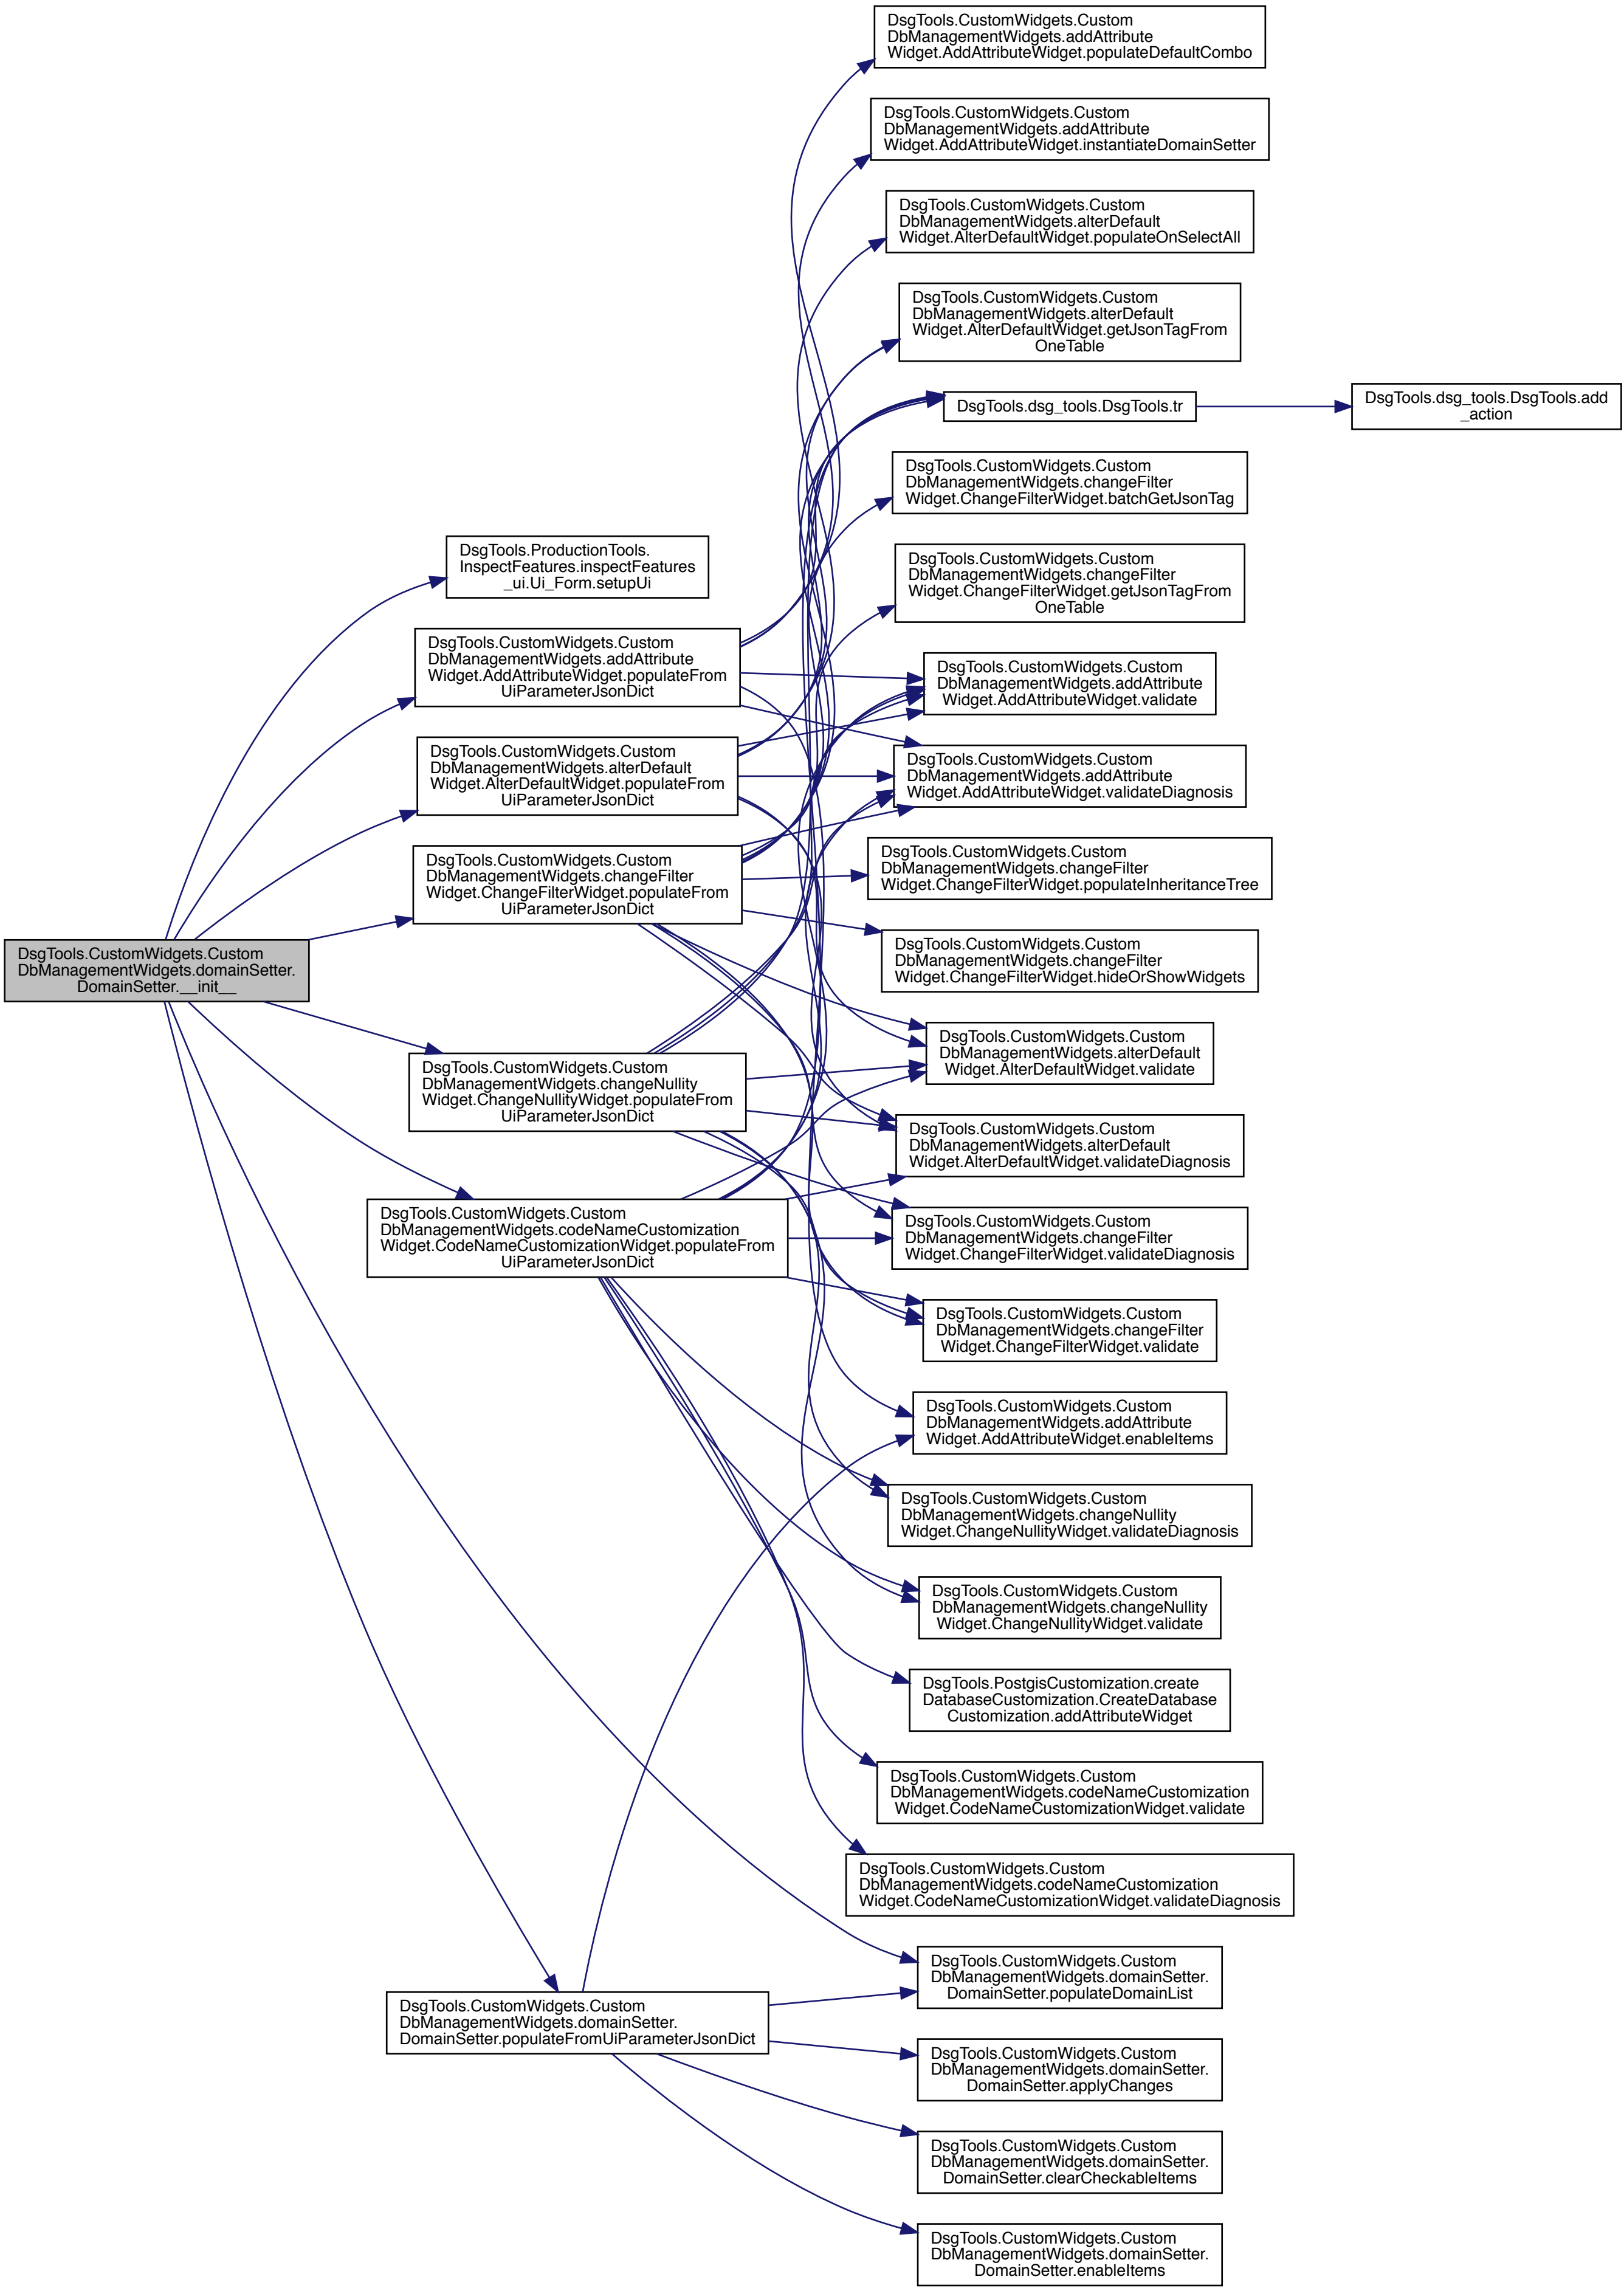 DsgTools.CustomWidgets.Custom
DbManagementWidgets.domainSetter.
DomainSetter.__init__
DsgTools.ProductionTools.
InspectFeatures.inspectFeatures
_ui.Ui_Form.setupUi
DsgTools.CustomWidgets.Custom
DbManagementWidgets.addAttribute
Widget.AddAttributeWidget.populateFrom
UiParameterJsonDict
DsgTools.CustomWidgets.Custom
DbManagementWidgets.alterDefault
Widget.AlterDefaultWidget.populateFrom
UiParameterJsonDict
DsgTools.CustomWidgets.Custom
DbManagementWidgets.changeFilter
Widget.ChangeFilterWidget.populateFrom
UiParameterJsonDict
DsgTools.CustomWidgets.Custom
DbManagementWidgets.changeNullity
Widget.ChangeNullityWidget.populateFrom
UiParameterJsonDict
DsgTools.CustomWidgets.Custom
DbManagementWidgets.codeNameCustomization
Widget.CodeNameCustomizationWidget.populateFrom
UiParameterJsonDict
DsgTools.CustomWidgets.Custom
DbManagementWidgets.domainSetter.
DomainSetter.populateFromUiParameterJsonDict
DsgTools.CustomWidgets.Custom
DbManagementWidgets.addAttribute
Widget.AddAttributeWidget.populateDefaultCombo
DsgTools.CustomWidgets.Custom
DbManagementWidgets.addAttribute
Widget.AddAttributeWidget.instantiateDomainSetter
DsgTools.CustomWidgets.Custom
DbManagementWidgets.alterDefault
Widget.AlterDefaultWidget.populateOnSelectAll
DsgTools.CustomWidgets.Custom
DbManagementWidgets.alterDefault
Widget.AlterDefaultWidget.getJsonTagFrom
OneTable
DsgTools.dsg_tools.DsgTools.tr
DsgTools.dsg_tools.DsgTools.add
_action
DsgTools.CustomWidgets.Custom
DbManagementWidgets.changeFilter
Widget.ChangeFilterWidget.batchGetJsonTag
DsgTools.CustomWidgets.Custom
DbManagementWidgets.changeFilter
Widget.ChangeFilterWidget.getJsonTagFrom
OneTable
DsgTools.CustomWidgets.Custom
DbManagementWidgets.addAttribute
Widget.AddAttributeWidget.validate
DsgTools.CustomWidgets.Custom
DbManagementWidgets.addAttribute
Widget.AddAttributeWidget.validateDiagnosis
DsgTools.CustomWidgets.Custom
DbManagementWidgets.changeFilter
Widget.ChangeFilterWidget.populateInheritanceTree
DsgTools.CustomWidgets.Custom
DbManagementWidgets.changeFilter
Widget.ChangeFilterWidget.hideOrShowWidgets
DsgTools.CustomWidgets.Custom
DbManagementWidgets.alterDefault
Widget.AlterDefaultWidget.validate
DsgTools.CustomWidgets.Custom
DbManagementWidgets.alterDefault
Widget.AlterDefaultWidget.validateDiagnosis
DsgTools.CustomWidgets.Custom
DbManagementWidgets.changeFilter
Widget.ChangeFilterWidget.validateDiagnosis
DsgTools.CustomWidgets.Custom
DbManagementWidgets.changeFilter
Widget.ChangeFilterWidget.validate
DsgTools.CustomWidgets.Custom
DbManagementWidgets.addAttribute
Widget.AddAttributeWidget.enableItems
DsgTools.CustomWidgets.Custom
DbManagementWidgets.changeNullity
Widget.ChangeNullityWidget.validateDiagnosis
DsgTools.CustomWidgets.Custom
DbManagementWidgets.changeNullity
Widget.ChangeNullityWidget.validate
DsgTools.PostgisCustomization.create
DatabaseCustomization.CreateDatabase
Customization.addAttributeWidget
DsgTools.CustomWidgets.Custom
DbManagementWidgets.codeNameCustomization
Widget.CodeNameCustomizationWidget.validate
DsgTools.CustomWidgets.Custom
DbManagementWidgets.codeNameCustomization
Widget.CodeNameCustomizationWidget.validateDiagnosis
DsgTools.CustomWidgets.Custom
DbManagementWidgets.domainSetter.
DomainSetter.populateDomainList
DsgTools.CustomWidgets.Custom
DbManagementWidgets.domainSetter.
DomainSetter.applyChanges
DsgTools.CustomWidgets.Custom
DbManagementWidgets.domainSetter.
DomainSetter.clearCheckableItems
DsgTools.CustomWidgets.Custom
DbManagementWidgets.domainSetter.
DomainSetter.enableItems